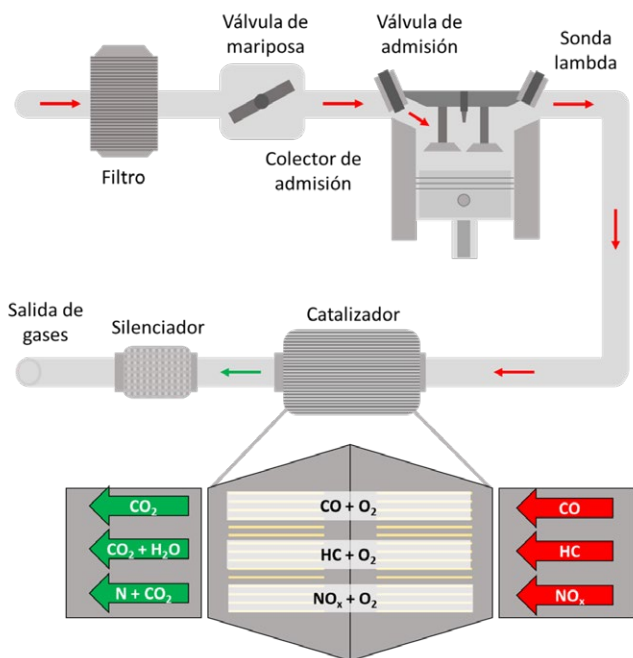 Válvula de
mariposa
Válvula de
admisión
Sonda
lambda
Filtro
Colector de
admisión
Salida de
gases
Silenciador
Catalizador
CO₂
CO + O₂
CO
CO₂ + H₂O
HC + O₂
HC
N + CO₂
NOₓ + O₂
NOₓ